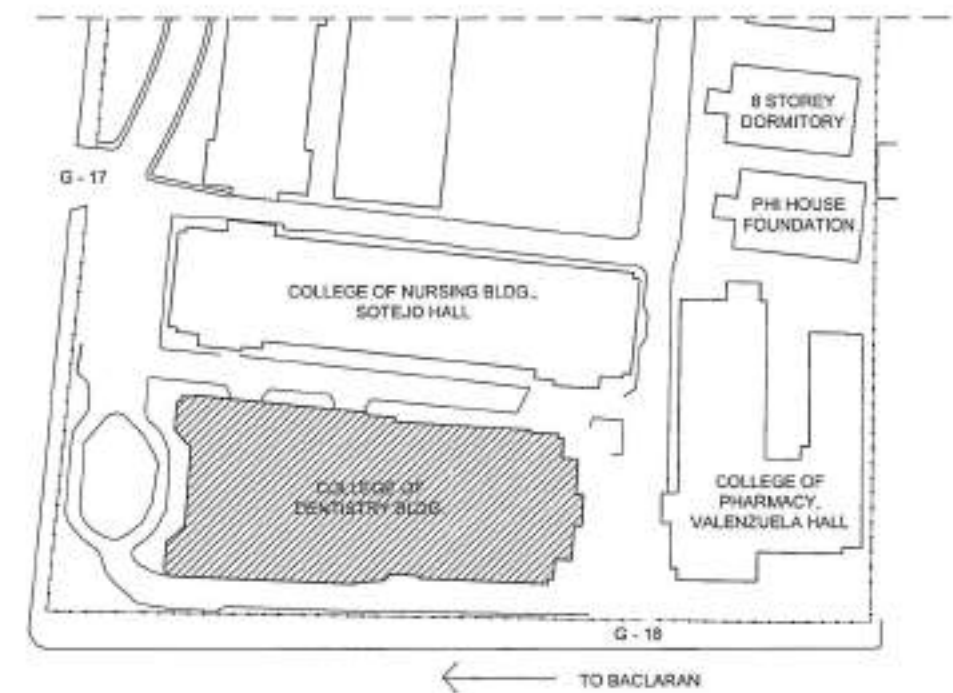 8 STOREY
DORMITORY
G - 17
PHI HOUSE
FOUNDATION
COLLEGE OF NURSING BLDG.,
SOTEJO HALL
COLLEGE OF
DENTISTRY BLDG.
COLLEGE OF
PHARMACY,
VALENZUELA HALL
G - 18
TO BACLARAN